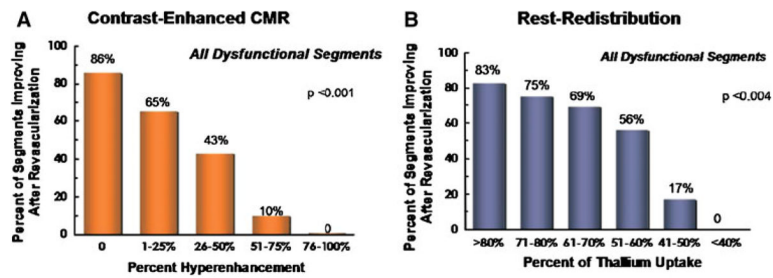 A
Contrast-Enhanced CMR
Percent of Segments Improving
After Revascularization
100
80
60
40
20
0
All Dysfunctional Segments
p <0.001
86%
65%
43%
10%
0
0
1-25%
26-50%
51-75%
76-100%
Percent Hyperenhancement
B
Rest-Redistribution
Percent of Segments Improving
After Revascularization
100
80
60
40
20
0
All Dysfunctional Segments
p <0.004
83%
75%
69%
56%
17%
0
>80%
71-80%
61-70%
51-60%
41-50%
<40%
Percent of Thallium Uptake